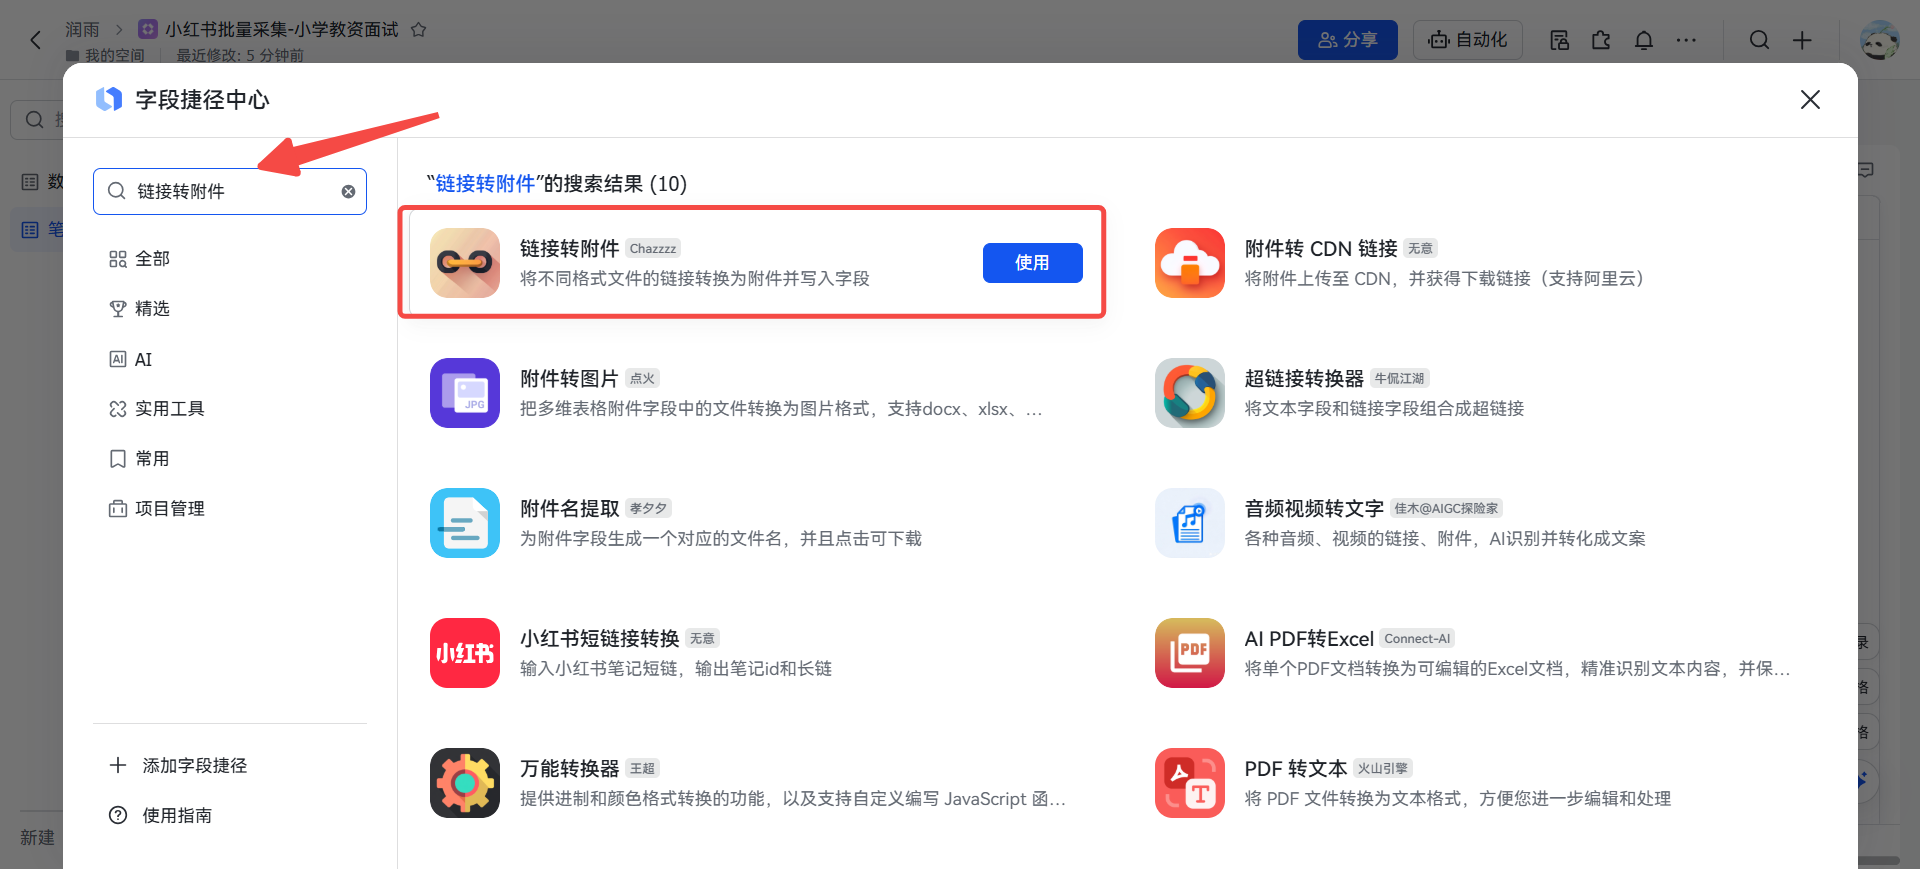 润雨
小红书批量采集-小学教资面试
我的空间
最近修改: 5 分钟前
分享
自动化
字段捷径中心
数
笔
链接转附件
全部
精选
AI
AI
实用工具
常用
项目管理
添加字段捷径
使用指南
新建
“链接转附件”的搜索结果 (10)
链接转附件 Chazzzz
将不同格式文件的链接转换为附件并写入字段
使用
附件转 CDN 链接 无意
将附件上传至 CDN，并获得下载链接（支持阿里云）
JPG
附件转图片 点火
把多维表格附件字段中的文件转换为图片格式，支持docx、xlsx、…
超链接转换器 牛侃江湖
将文本字段和链接字段组合成超链接
附件名提取 孝夕夕
为附件字段生成一个对应的文件名，并且点击可下载
音频视频转文字 佳木@AIGC探险家
各种音频、视频的链接、附件，AI识别并转化成文案
小红书
小红书短链接转换 无意
输入小红书笔记短链，输出笔记id和长链
PDF
AI PDF转Excel Connect-AI
将单个PDF文档转换为可编辑的Excel文档，精准识别文本内容，并保…
万能转换器 王超
提供进制和颜色格式转换的功能，以及支持自定义编写 JavaScript 函…
T
PDF 转文本 火山引擎
将 PDF 文件转换为文本格式，方便您进一步编辑和处理
录
格
格